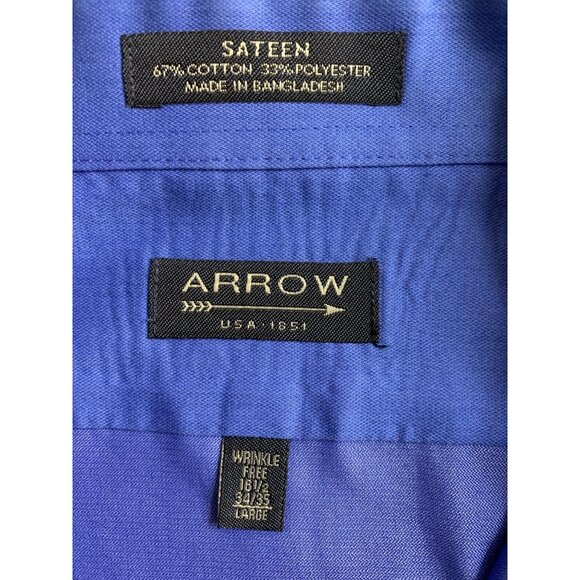 SATEEN
67% COTTON 33% POLYESTER
MADE IN BANGLADESH
ARROW
USA · 1851
WRINKLE
FREE
16 1/2
34/35
LARGE